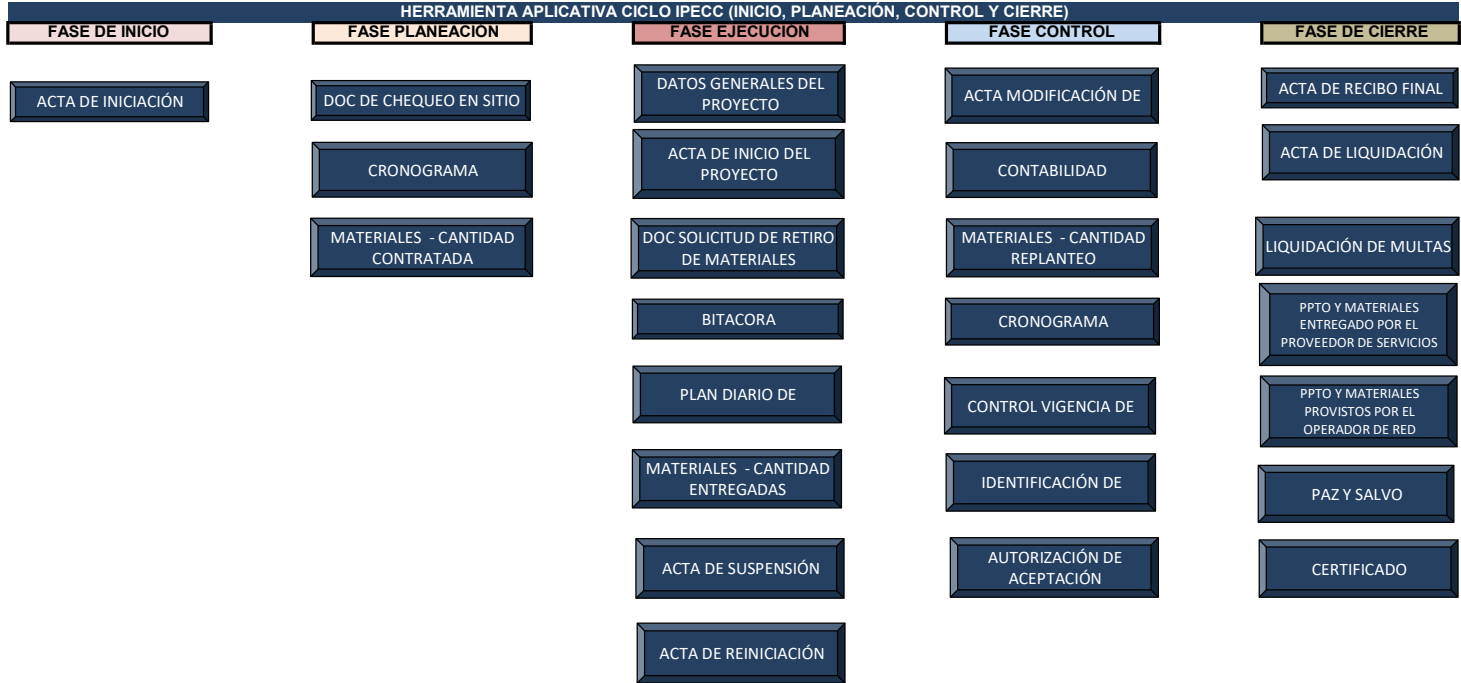 HERRAMIENTA APLICATIVA CICLO IPECC (INICIO, PLANEACIÓN, CONTROL Y CIERRE)
FASE DE INICIO
ACTA DE INICIACIÓN
FASE PLANEACION
DOC DE CHEQUEO EN SITIO
CRONOGRAMA
MATERIALES - CANTIDAD
CONTRATADA
FASE EJECUCION
DATOS GENERALES DEL
PROYECTO
ACTA DE INICIO DEL
PROYECTO
DOC SOLICITUD DE RETIRO
DE MATERIALES
BITACORA
PLAN DIARIO DE
MATERIALES - CANTIDAD
ENTREGADAS
ACTA DE SUSPENSIÓN
ACTA DE REINICIACIÓN
FASE CONTROL
ACTA MODIFICACIÓN DE
CONTABILIDAD
MATERIALES - CANTIDAD
REPLANTEO
CRONOGRAMA
CONTROL VIGENCIA DE
IDENTIFICACIÓN DE
AUTORIZACIÓN DE
ACEPTACIÓN
FASE DE CIERRE
ACTA DE RECIBO FINAL
ACTA DE LIQUIDACIÓN
LIQUIDACIÓN DE MULTAS
PPTO Y MATERIALES
ENTREGADO POR EL
PROVEEDOR DE SERVICIOS
PPTO Y MATERIALES
PROVISTOS POR EL
OPERADOR DE RED
PAZ Y SALVO
CERTIFICADO